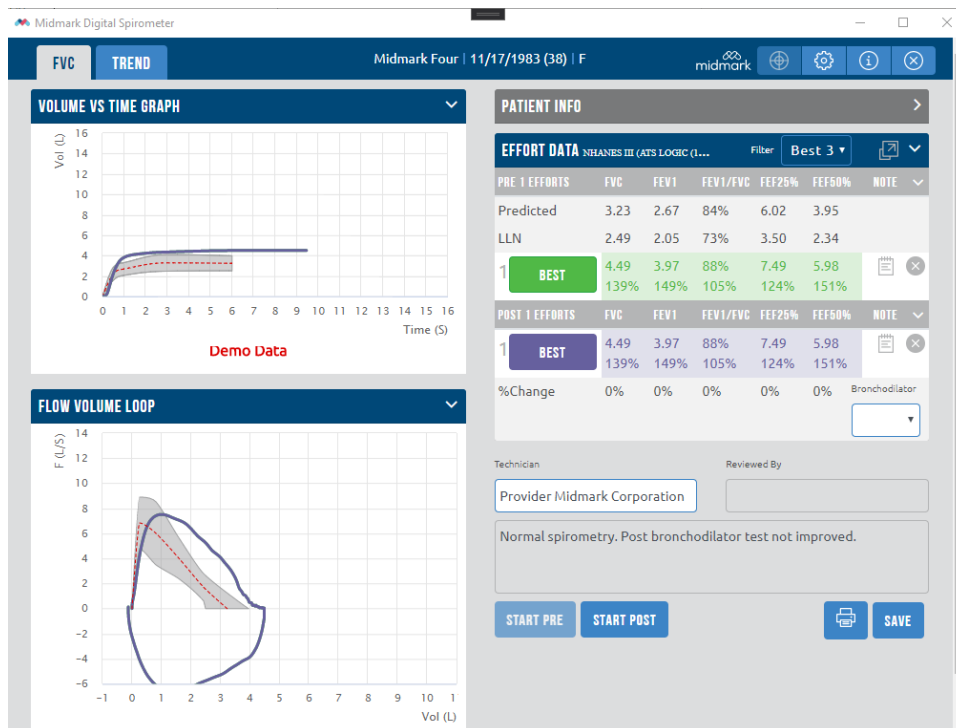 Midmark Digital Spirometer
FVC TREND Midmark Four | 11/17/1983 (38) | F midmark
VOLUME VS TIME GRAPH
Vol (L)
16
14
12
10
8
6
4
2
0
0 1 2 3 4 5 6 7 8 9 10 11 12 13 14 15 16
Time (S)
Demo Data
FLOW VOLUME LOOP
F (L/S)
14
12
10
8
6
4
2
0
-2
-4
-6
-1 0 1 2 3 4 5 6 7 8 9 10 1
Vol (L)
PATIENT INFO
EFFORT DATA NHANES III (ATS LOGIC (1... Filter Best 3
PRE 1 EFFORTS FVC FEV1 FEV1/FVC FEF25% FEF50% NOTE
Predicted 3.23 2.67 84% 6.02 3.95
LLN 2.49 2.05 73% 3.50 2.34
1 BEST 4.49 3.97 88% 7.49 5.98
139% 149% 105% 124% 151%
POST 1 EFFORTS FVC FEV1 FEV1/FVC FEF25% FEF50% NOTE
1 BEST 4.49 3.97 88% 7.49 5.98
139% 149% 105% 124% 151%
%Change 0% 0% 0% 0% 0% Bronchodilator
Technician Reviewed By
Provider Midmark Corporation
Normal spirometry. Post bronchodilator test not improved.
START PRE START POST SAVE